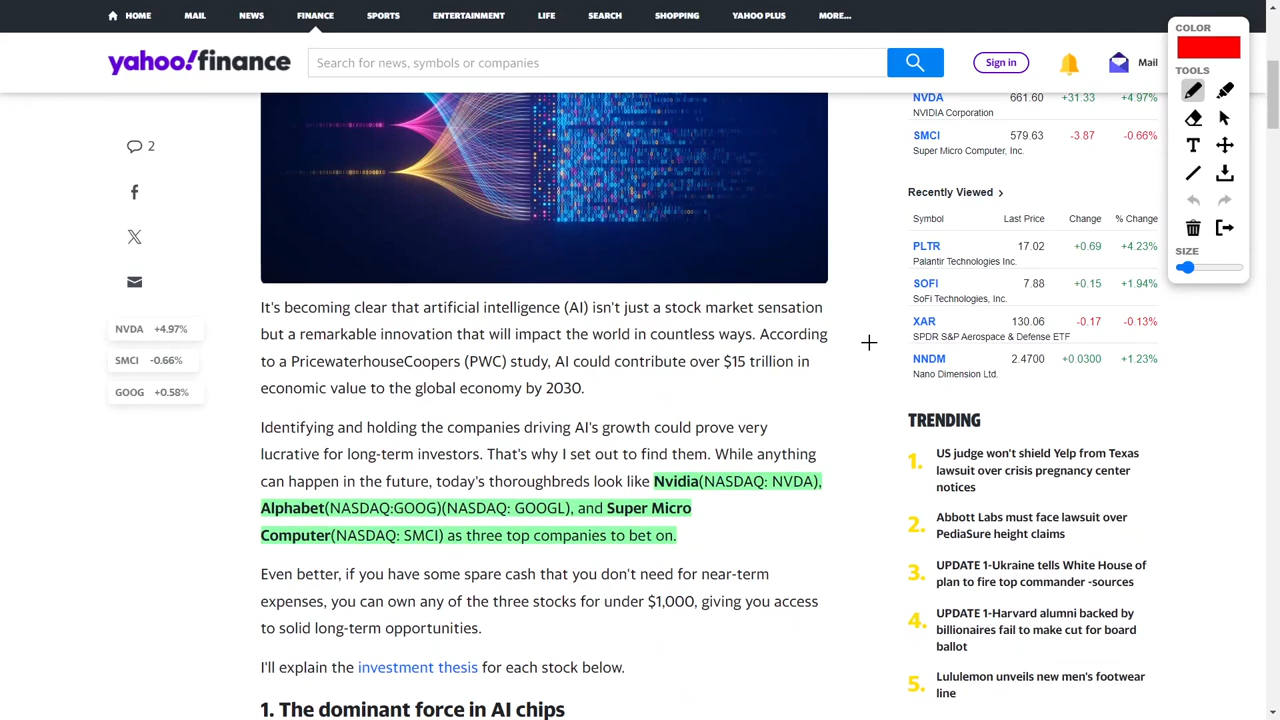 HOME MAIL NEWS FINANCE SPORTS ENTERTAINMENT LIFE SEARCH SHOPPING YAHOO PLUS MORE...
yahoo!finance
Search for news, symbols or companies
Sign in
Mail
COLOR
TOOLS
T
SIZE
2
NVDA +4.97%
SMCI -0.66%
GOOG +0.58%
It's becoming clear that artificial intelligence (AI) isn't just a stock market sensation
but a remarkable innovation that will impact the world in countless ways. According
to a PricewaterhouseCoopers (PWC) study, AI could contribute over $15 trillion in
economic value to the global economy by 2030.
Identifying and holding the companies driving AI's growth could prove very
lucrative for long-term investors. That's why I set out to find them. While anything
can happen in the future, today's thoroughbreds look like Nvidia(NASDAQ: NVDA),
Alphabet(NASDAQ:GOOG)(NASDAQ: GOOGL), and Super Micro
Computer(NASDAQ: SMCI) as three top companies to bet on.
Even better, if you have some spare cash that you don't need for near-term
expenses, you can own any of the three stocks for under $1,000, giving you access
to solid long-term opportunities.
I'll explain the investment thesis for each stock below.
1. The dominant force in AI chips
NVDA 661.60 +31.33 +4.97%
NVIDIA Corporation
SMCI 579.63 -3.87 -0.66%
Super Micro Computer, Inc.
Recently Viewed
Symbol Last Price Change % Change
PLTR 17.02 +0.69 +4.23%
Palantir Technologies Inc.
SOFI 7.88 +0.15 +1.94%
SoFi Technologies, Inc.
XAR 130.06 -0.17 -0.13%
SPDR S&P Aerospace & Defense ETF
NNDM 2.4700 +0.0300 +1.23%
Nano Dimension Ltd.
TRENDING
1. US judge won't shield Yelp from Texas
lawsuit over crisis pregnancy center
notices
2. Abbott Labs must face lawsuit over
PediaSure height claims
3. UPDATE 1-Ukraine tells White House of
plan to fire top commander -sources
4. UPDATE 1-Harvard alumni backed by
billionaires fail to make cut for board
ballot
5. Lululemon unveils new men's footwear
line